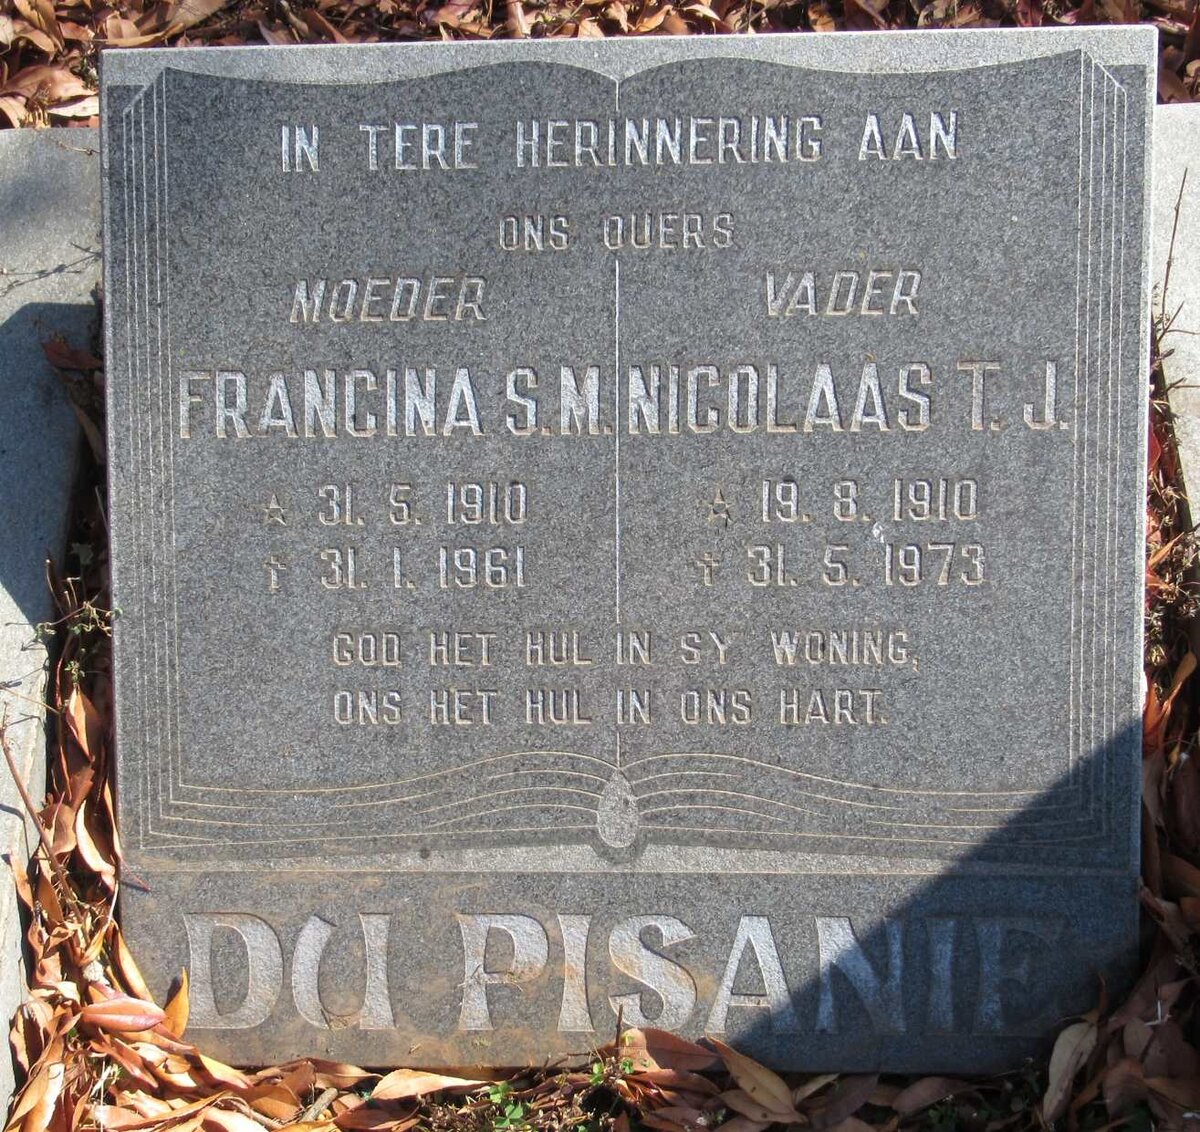 IN TERE HERINNERING AAN
ONS OUERS
MOEDER VADER
FRANCINA S.M. NICOLAAS T. J.
☆ 31. 5. 1910 ☆ 19. 8. 1910
† 31. 1. 1961 † 31. 5. 1973
GOD HET HUL IN SY WONING,
ONS HET HUL IN ONS HART.
DU PISANIE